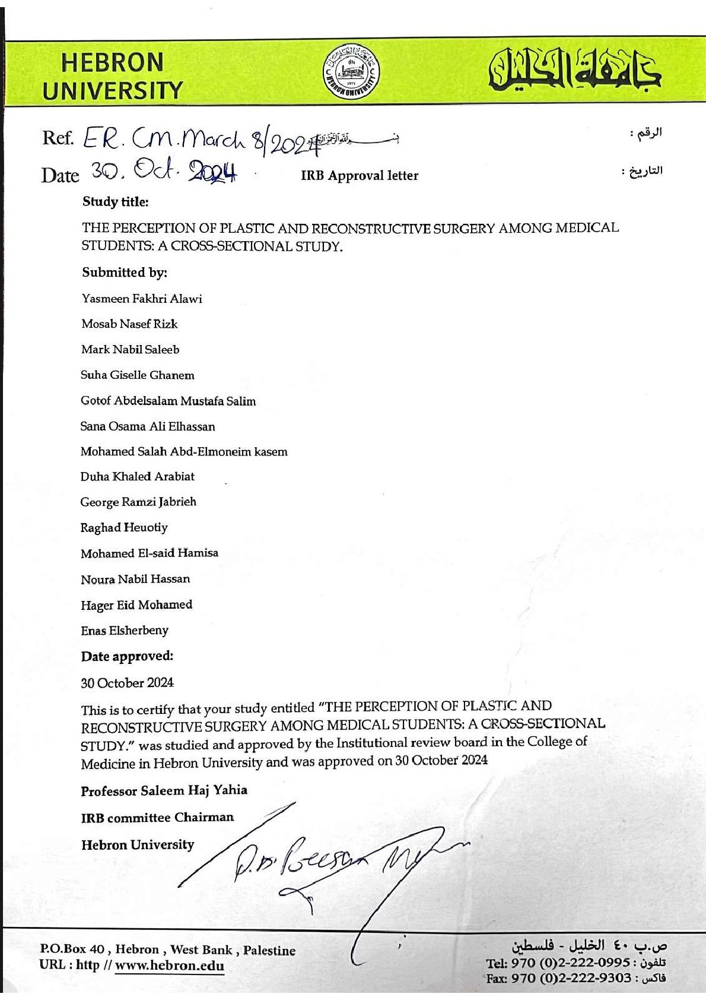 HEBRON
UNIVERSITY
جامعة الخليل
HEBRON UNIVERSITY
Ref. ER. CM. March 8/2024
الرقم :
Date 30. Oct. 2024
التاريخ :
IRB Approval letter
Study title:
THE PERCEPTION OF PLASTIC AND RECONSTRUCTIVE SURGERY AMONG MEDICAL
STUDENTS: A CROSS-SECTIONAL STUDY.
Submitted by:
Yasmeen Fakhri Alawi
Mosab Nasef Rizk
Mark Nabil Saleeb
Suha Giselle Ghanem
Gotof Abdelsalam Mustafa Salim
Sana Osama Ali Elhassan
Mohamed Salah Abd-Elmoneim kasem
Duha Khaled Arabiat
George Ramzi Jabrieh
Raghad Heuotiy
Mohamed El-said Hamisa
Noura Nabil Hassan
Hager Eid Mohamed
Enas Elsherbeny
Date approved:
30 October 2024
This is to certify that your study entitled “THE PERCEPTION OF PLASTIC AND
RECONSTRUCTIVE SURGERY AMONG MEDICAL STUDENTS: A CROSS-SECTIONAL
STUDY.” was studied and approved by the Institutional review board in the College of
Medicine in Hebron University and was approved on 30 October 2024
Professor Saleem Haj Yahia
IRB committee Chairman
Hebron University
P.O.Box 40 , Hebron , West Bank , Palestine
URL : http // www.hebron.edu
ص.ب ٤٠ الخليل - فلسطين
Tel: 970 (0)2-222-0995 : تلفون
Fax: 970 (0)2-222-9303 : فاكس